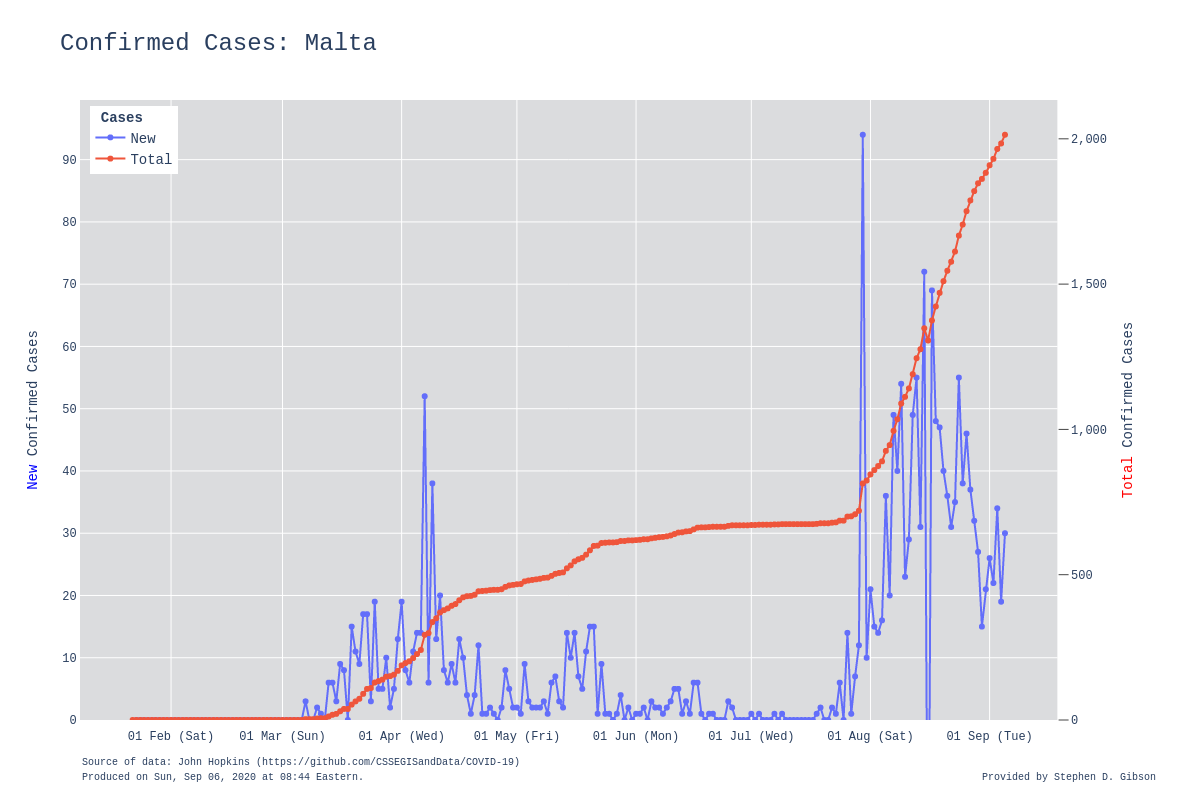 Confirmed Cases: Malta
Cases
New
Total
90
80
70
60
50
40
30
20
10
0
New Confirmed Cases
2,000
1,500
1,000
500
0
Total Confirmed Cases
01 Feb (Sat)
01 Mar (Sun)
01 Apr (Wed)
01 May (Fri)
01 Jun (Mon)
01 Jul (Wed)
01 Aug (Sat)
01 Sep (Tue)
Source of data: John Hopkins (https://github.com/CSSEGISandData/COVID-19)
Produced on Sun, Sep 06, 2020 at 08:44 Eastern.
Provided by Stephen D. Gibson